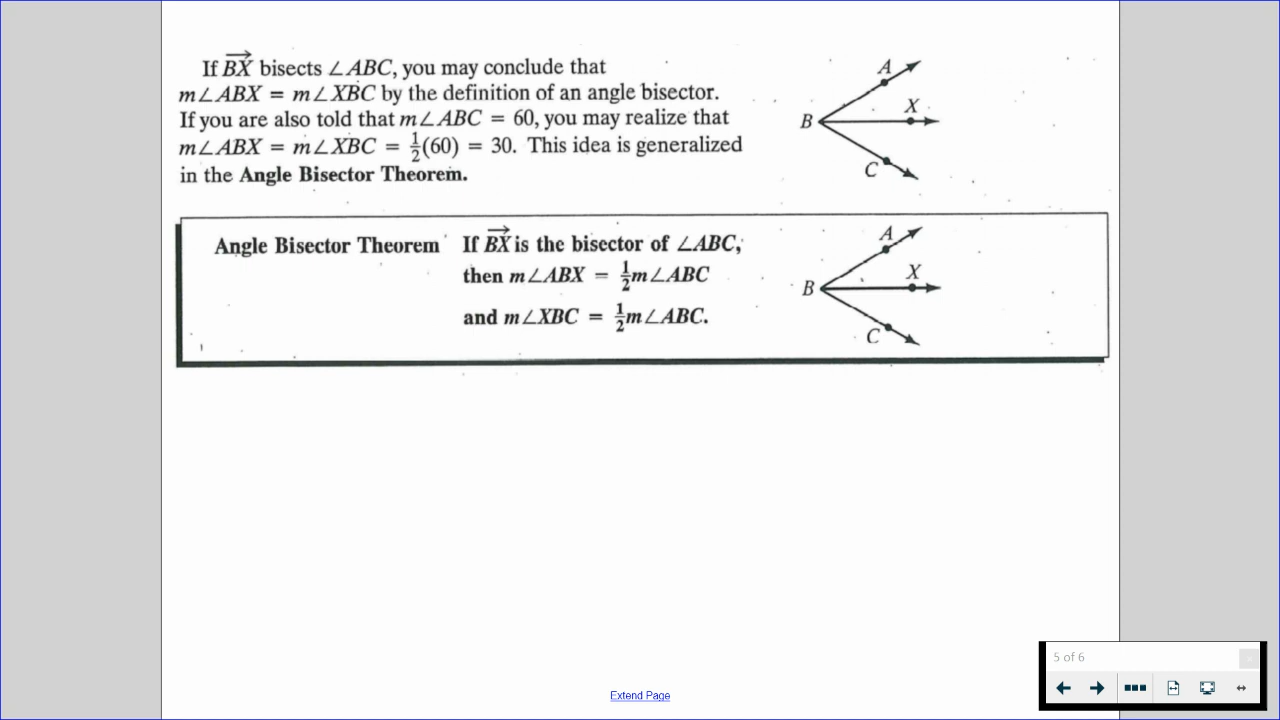 If BX bisects ∠ABC, you may conclude that
m∠ABX = m∠XBC by the definition of an angle bisector.
If you are also told that m∠ABC = 60, you may realize that
m∠ABX = m∠XBC = ½(60) = 30. This idea is generalized
in the Angle Bisector Theorem.
A
X
B
C
Angle Bisector Theorem If BX is the bisector of ∠ABC,
then m∠ABX = ½m∠ABC
and m∠XBC = ½m∠ABC.
A
X
B
C
5 of 6
Extend Page